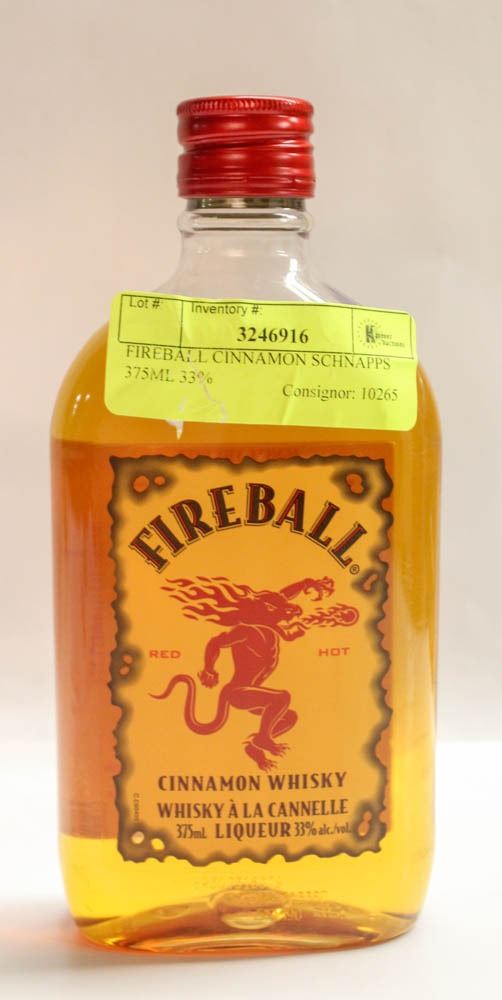 Lot #: Inventory #:
3246916
FIREBALL CINNAMON SCHNAPPS
375ML 33%
Consignor: 10265
FIREBALL®
RED HOT
CINNAMON WHISKY
WHISKY À LA CANNELLE
375mL LIQUEUR 33% alc./vol.